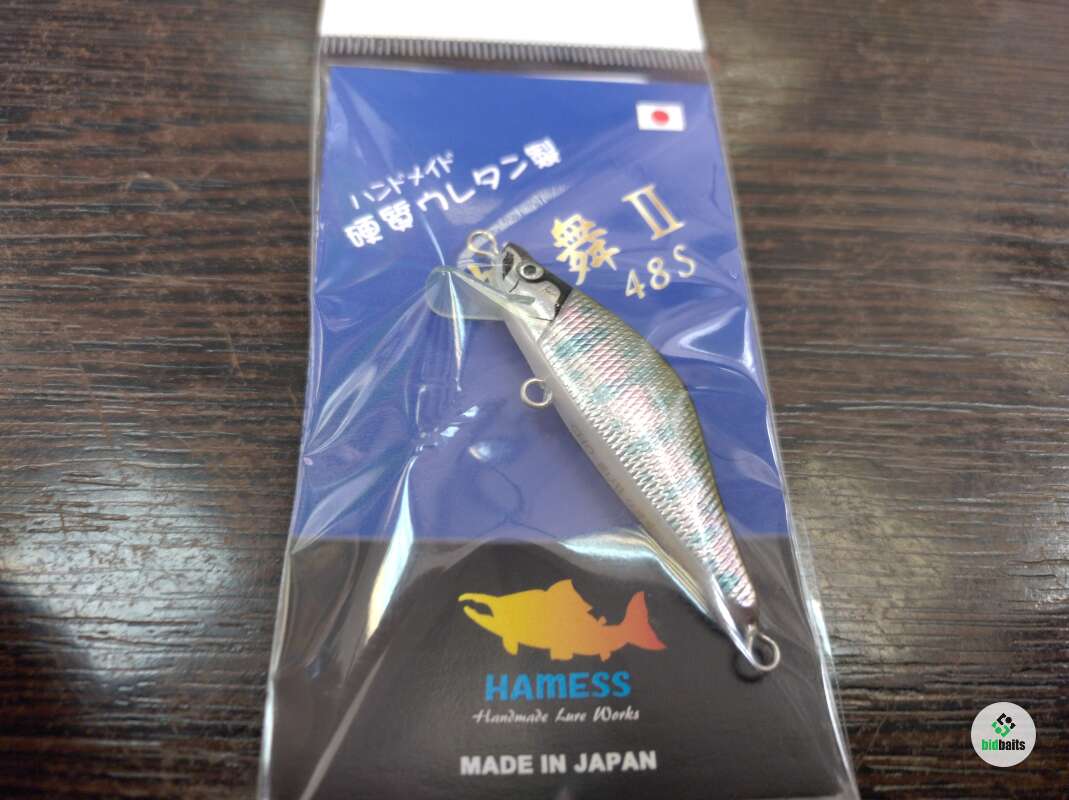 ハンドメイド
硬質ウレタン製
舞 II
48S
HAMESS
Handmade Lure Works
MADE IN JAPAN
bidbaits